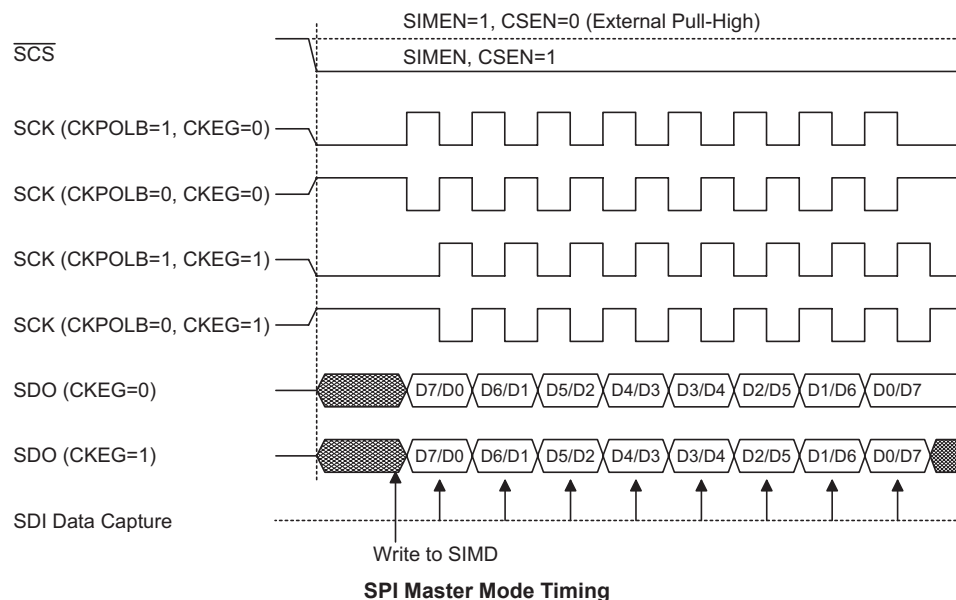 SIMEN=1, CSEN=0 (External Pull-High)
SCS
SIMEN, CSEN=1
SCK (CKPOLB=1, CKEG=0)
SCK (CKPOLB=0, CKEG=0)
SCK (CKPOLB=1, CKEG=1)
SCK (CKPOLB=0, CKEG=1)
SDO (CKEG=0) D7/D0 D6/D1 D5/D2 D4/D3 D3/D4 D2/D5 D1/D6 D0/D7
SDO (CKEG=1) D7/D0 D6/D1 D5/D2 D4/D3 D3/D4 D2/D5 D1/D6 D0/D7
SDI Data Capture
Write to SIMD
SPI Master Mode Timing